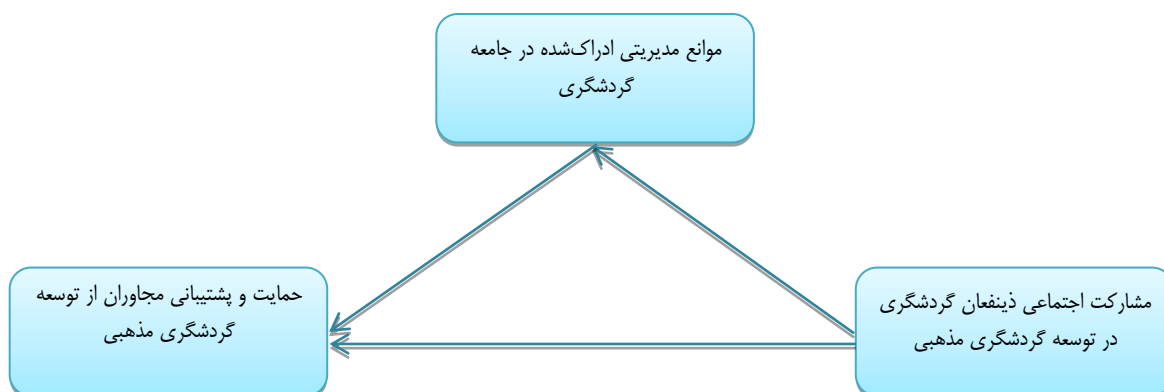 موانع مدیریتی ادراک‌شده در جامعه
گردشگری
مشارکت اجتماعی ذینفعان گردشگری
در توسعه گردشگری مذهبی
حمایت و پشتیبانی مجاوران از توسعه
گردشگری مذهبی